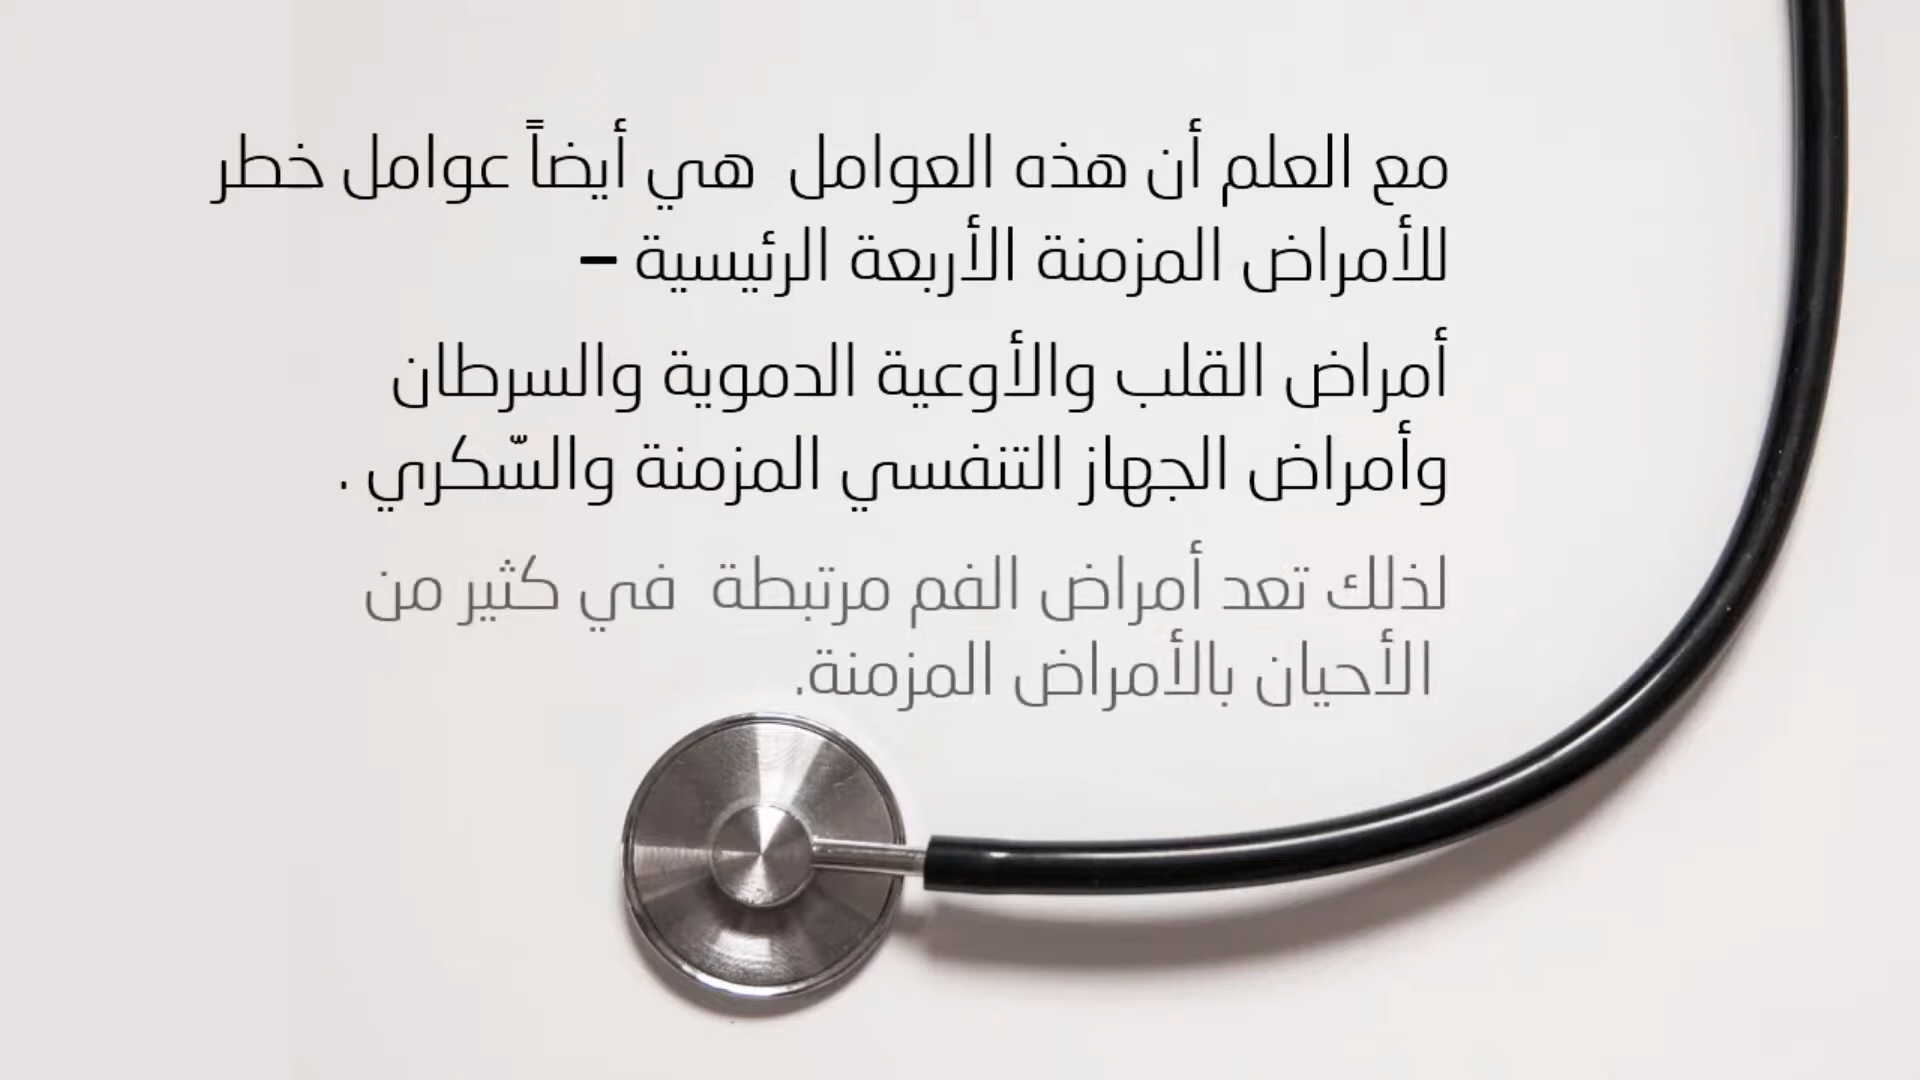 مع العلم أن هذه العوامل هي أيضاً عوامل خطر
للأمراض المزمنة الأربعة الرئيسية –
أمراض القلب والأوعية الدموية والسرطان
وأمراض الجهاز التنفسي المزمنة والسّكري .
لذلك تعد أمراض الفم مرتبطة في كثير من
الأحيان بالأمراض المزمنة.